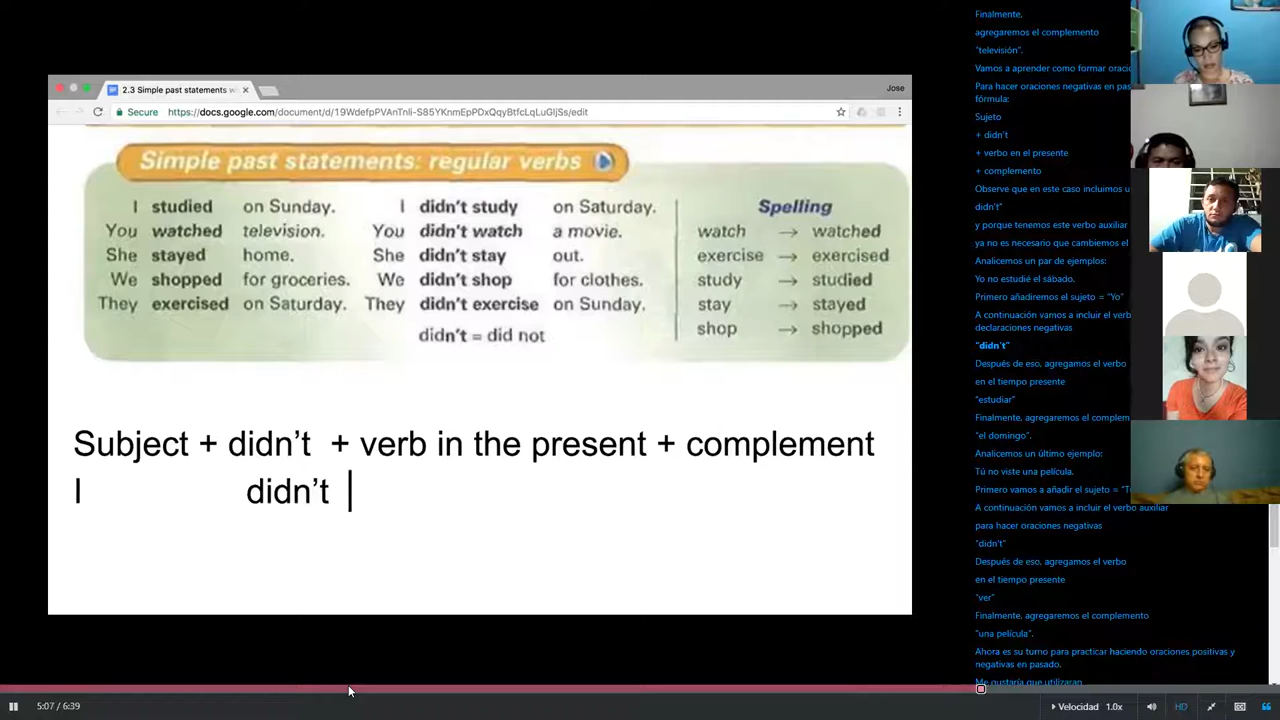 2.3 Simple past statements w
Jose
Secure https://docs.google.com/document/d/19WdefpPVAnTnIi-S85YKnmEpPDxQqyBtfcLqLuGIjSs/edit
Simple past statements: regular verbs
I studied on Sunday. I didn't study on Saturday. Spelling
You watched television. You didn't watch a movie. watch → watched
She stayed home. She didn't stay out. exercise → exercised
We shopped for groceries. We didn't shop for clothes. study → studied
They exercised on Saturday. They didn't exercise on Sunday. stay → stayed
didn't = did not shop → shopped
Subject + didn't + verb in the present + complement
I didn't
Finalmente,
agregaremos el complemento
"televisión".
Vamos a aprender como formar oracio
Para hacer oraciones negativas en pas
fórmula:
Sujeto
+ didn't
+ verbo en el presente
+ complemento
Observe que en este caso incluimos u
didn't"
y porque tenemos este verbo auxiliar
ya no es necesario que cambiemos el
Analicemos un par de ejemplos:
Yo no estudié el sábado.
Primero añadiremos el sujeto = "Yo"
A continuación vamos a incluir el verb
declaraciones negativas
"didn't"
Después de eso, agregamos el verbo
en el tiempo presente
"estudiar"
Finalmente, agregaremos el complem
"el domingo".
Analicemos un último ejemplo:
Tú no viste una película.
Primero vamos a añadir el sujeto = "T
A continuación vamos a incluir el verbo auxiliar
para hacer oraciones negativas
"didn't"
Después de eso, agregamos el verbo
en el tiempo presente
"ver"
Finalmente, agregaremos el complemento
"una película".
Ahora es su turno para practicar haciendo oraciones positivas y
negativas en pasado.
Me gustaría que utilizaran
5:07 / 6:39
Velocidad 1.0x
HD
CC